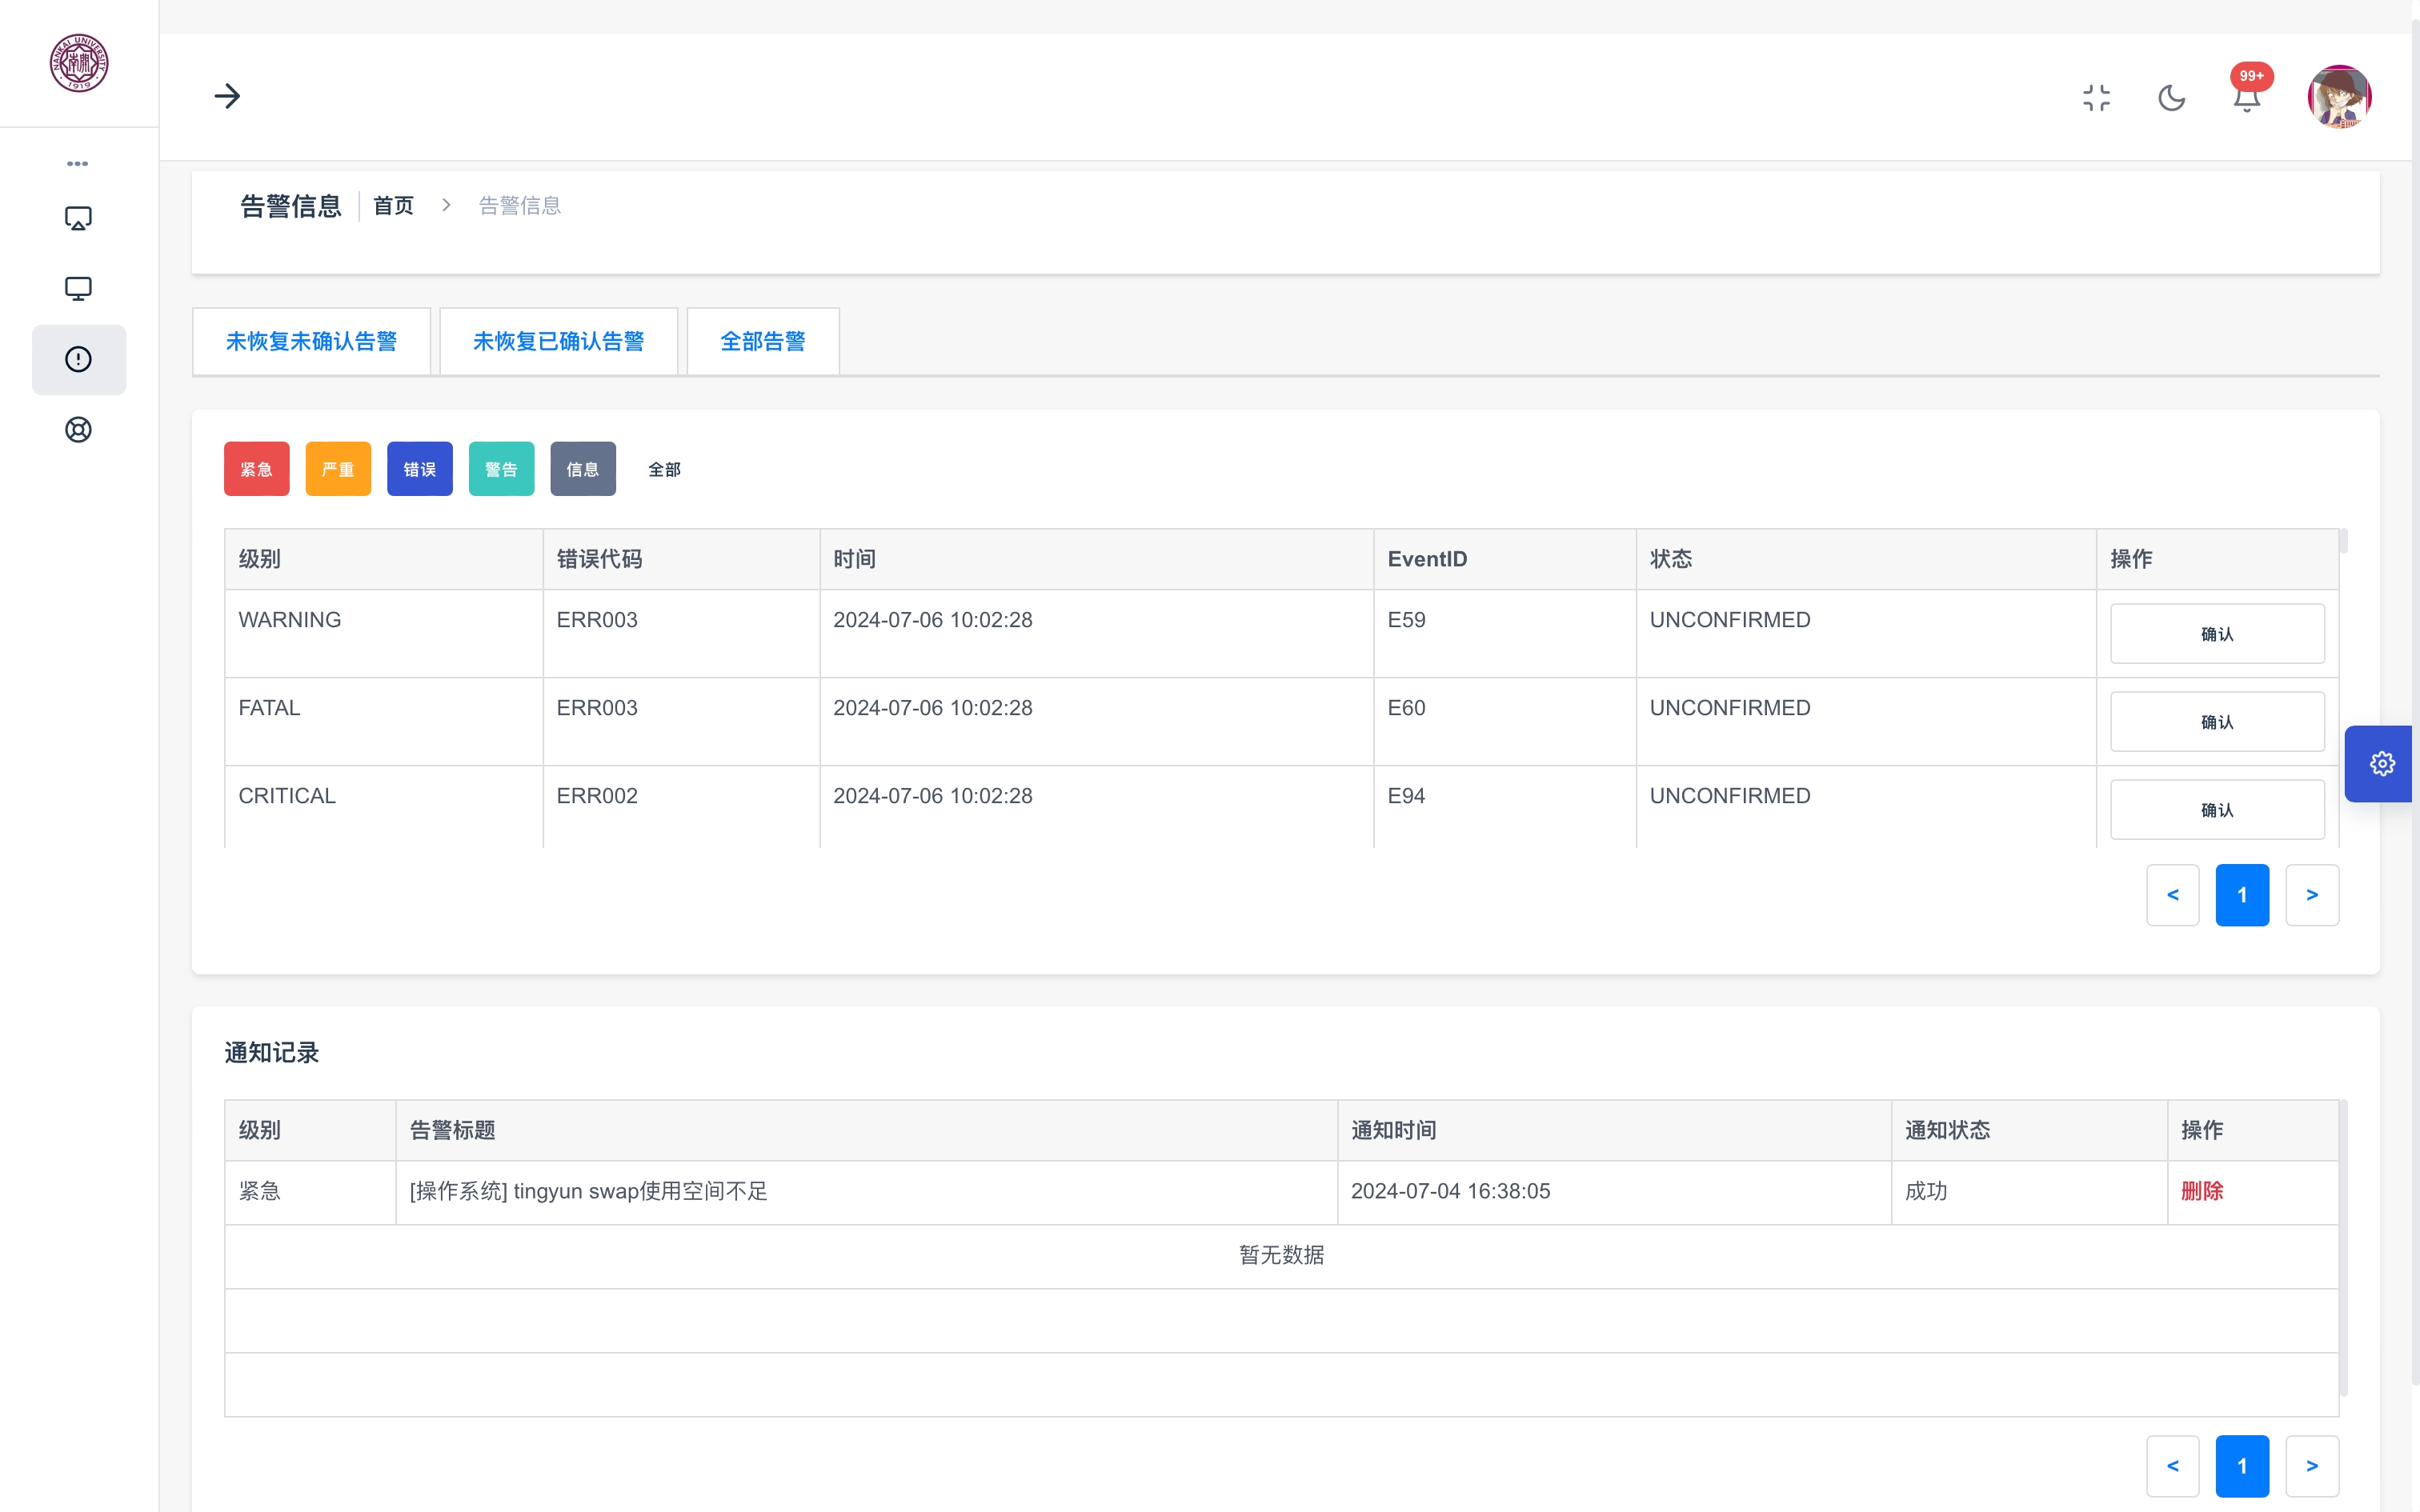 NANKAI UNIVERSITY
1919
99+
告警信息 首页 > 告警信息
未恢复未确认告警 未恢复已确认告警 全部告警
紧急 严重 错误 警告 信息 全部
级别 错误代码 时间 EventID 状态 操作
WARNING ERR003 2024-07-06 10:02:28 E59 UNCONFIRMED 确认
FATAL ERR003 2024-07-06 10:02:28 E60 UNCONFIRMED 确认
CRITICAL ERR002 2024-07-06 10:02:28 E94 UNCONFIRMED 确认
< 1 >
通知记录
级别 告警标题 通知时间 通知状态 操作
紧急 [操作系统] tingyun swap使用空间不足 2024-07-04 16:38:05 成功 删除
暂无数据
< 1 >